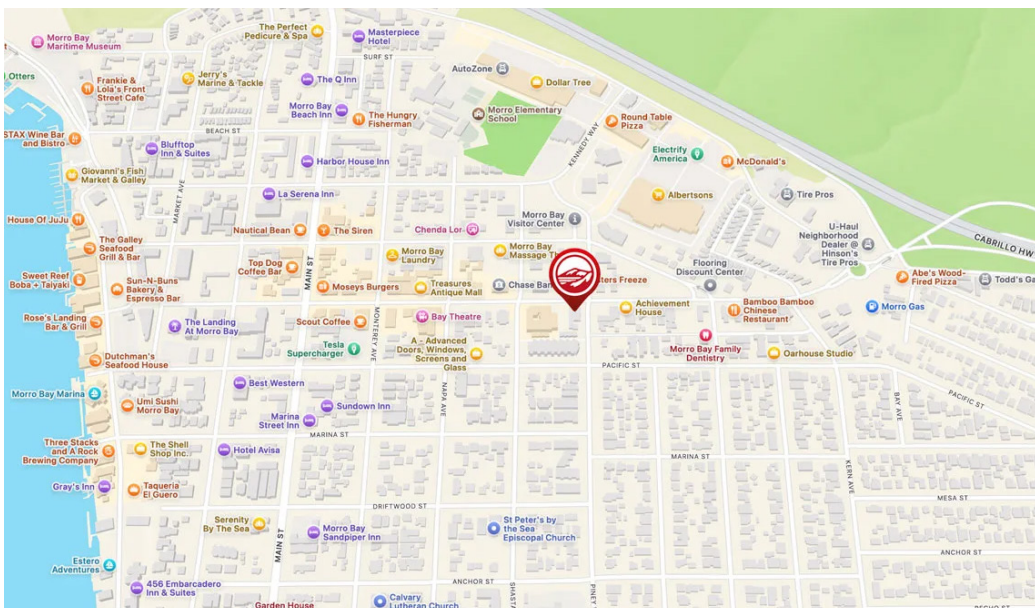 The Perfect
Pedicure & Spa
Masterpiece
Hotel
Morro Bay
Maritime Museum
SURF ST
AutoZone
Dollar Tree
Otters
Frankie &
Lola's Front
Street Cafe
Jerry's
Marine & Tackle
The Q Inn
Morro Bay
Beach Inn
The Hungry
Fisherman
Morro Elementary
School
Round Table
Pizza
KENNEDY WAY
BEACH ST
STAX Wine Bar
and Bistro
Blufftop
Inn & Suites
Harbor House Inn
Electrify
America
McDonald's
Giovanni's Fish
Market & Galley
MARKET AVE
La Serena Inn
Albertsons
Tire Pros
House Of JuJu
Nautical Bean
The Siren
Chenda Lor
Morro Bay
Visitor Center
U-Haul
Neighborhood
Dealer @
Hinson's
Tire Pros
CABRILLO HW
The Galley
Seafood
Grill & Bar
Top Dog
Coffee Bar
MAIN ST
Morro Bay
Laundry
Morro Bay
Massage Th
Flooring
Discount Center
Sweet Reef
Boba + Taiyaki
Sun-N-Buns
Bakery &
Espresso Bar
Moseys Burgers
Treasures
Antique Mall
Chase Ban
ters Freeze
Abe's Wood-
Fired Pizza
Todd's Ga
Rose's Landing
Bar & Grill
The Landing
At Morro Bay
Scout Coffee
MONTEREY AVE
Bay Theatre
Achievement
House
Bamboo Bamboo
Chinese
Restaurant
Morro Gas
Dutchman's
Seafood House
Tesla
Supercharger
A - Advanced
Doors, Windows,
Screens and
Glass
Morro Bay Family
Dentistry
Oarhouse Studio
PACIFIC ST
Morro Bay Marina
Best Western
NAPA AVE
BAY AVE
PACIFIC ST
Umi Sushi
Morro Bay
Sundown Inn
Marina
Street Inn
MARINA ST
Three Stacks
and A Rock
Brewing Company
The Shell
Shop Inc.
Hotel Avisa
MARINA ST
KERN AVE
Gray's Inn
Taqueria
El Guero
MESA ST
DRIFTWOOD ST
Serenity
By The Sea
MAIN ST
Morro Bay
Sandpiper Inn
St Peter's by
the Sea
Episcopal Church
ANCHOR ST
Estero
Adventures
456 Embarcadero
Inn & Suites
ANCHOR ST
SHASTA
PINEY
Garden House
Calvary
Lutheran Church